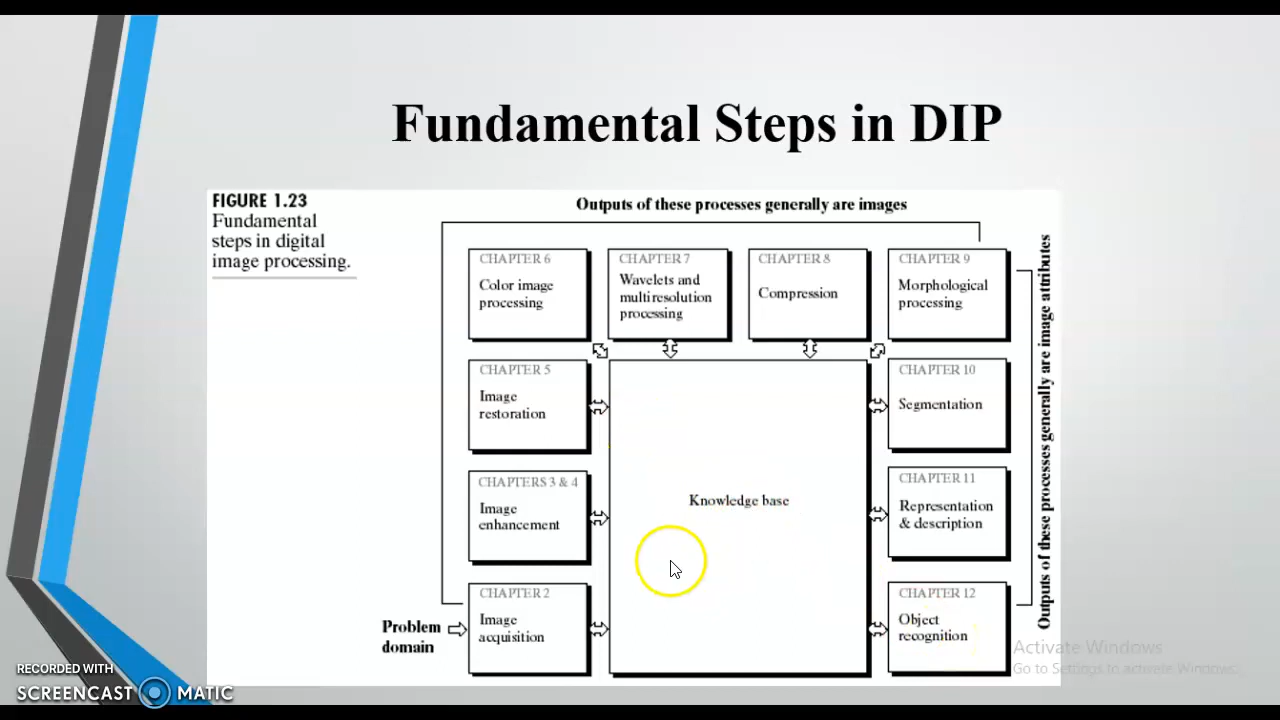 Fundamental Steps in DIP
FIGURE 1.23
Fundamental
steps in digital
image processing.
Outputs of these processes generally are images
CHAPTER 6
Color image
processing
CHAPTER 7
Wavelets and
multiresolution
processing
CHAPTER 8
Compression
CHAPTER 9
Morphological
processing
CHAPTER 5
Image
restoration
CHAPTERS 3 & 4
Image
enhancement
CHAPTER 2
Image
acquisition
Problem
domain
Knowledge base
CHAPTER 10
Segmentation
CHAPTER 11
Representation
& description
CHAPTER 12
Object
recognition
Outputs of these processes generally are image attributes
Activate Windows
Go to Settings to activate Windows.
RECORDED WITH
SCREENCAST MATIC